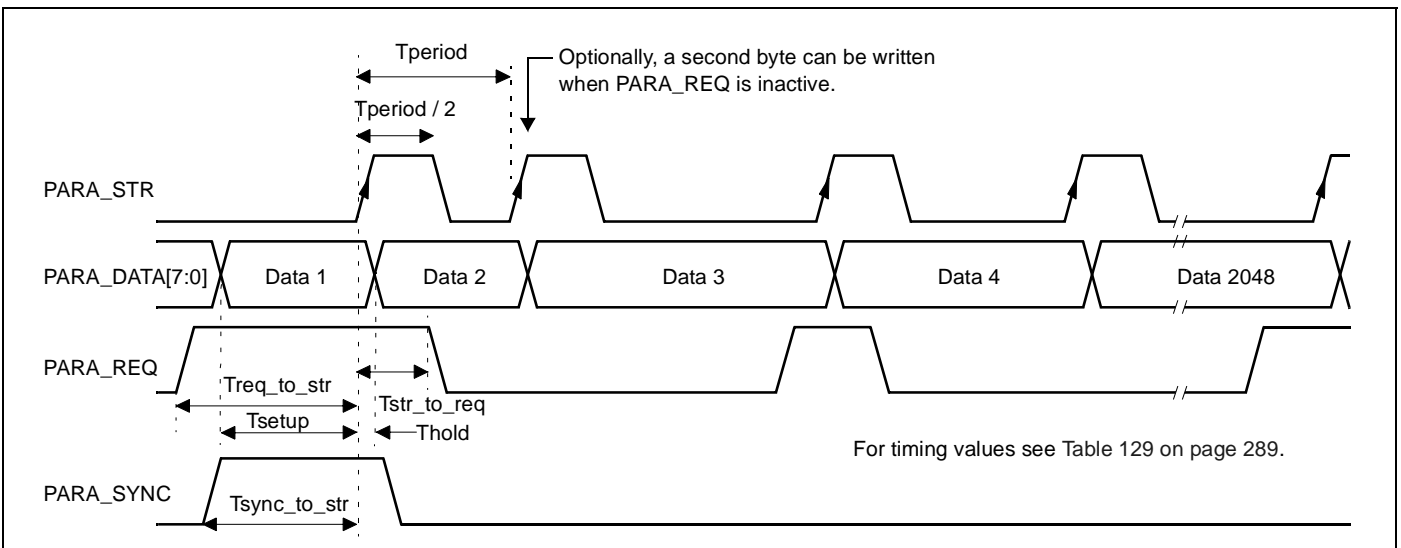 Tperiod
Optionally, a second byte can be written
when PARA_REQ is inactive.
Tperiod / 2
PARA_STR
PARA_DATA[7:0]
Data 1
Data 2
Data 3
Data 4
Data 2048
PARA_REQ
Treq_to_str
Tstr_to_req
Tsetup
Thold
For timing values see Table 129 on page 289.
PARA_SYNC
Tsync_to_str